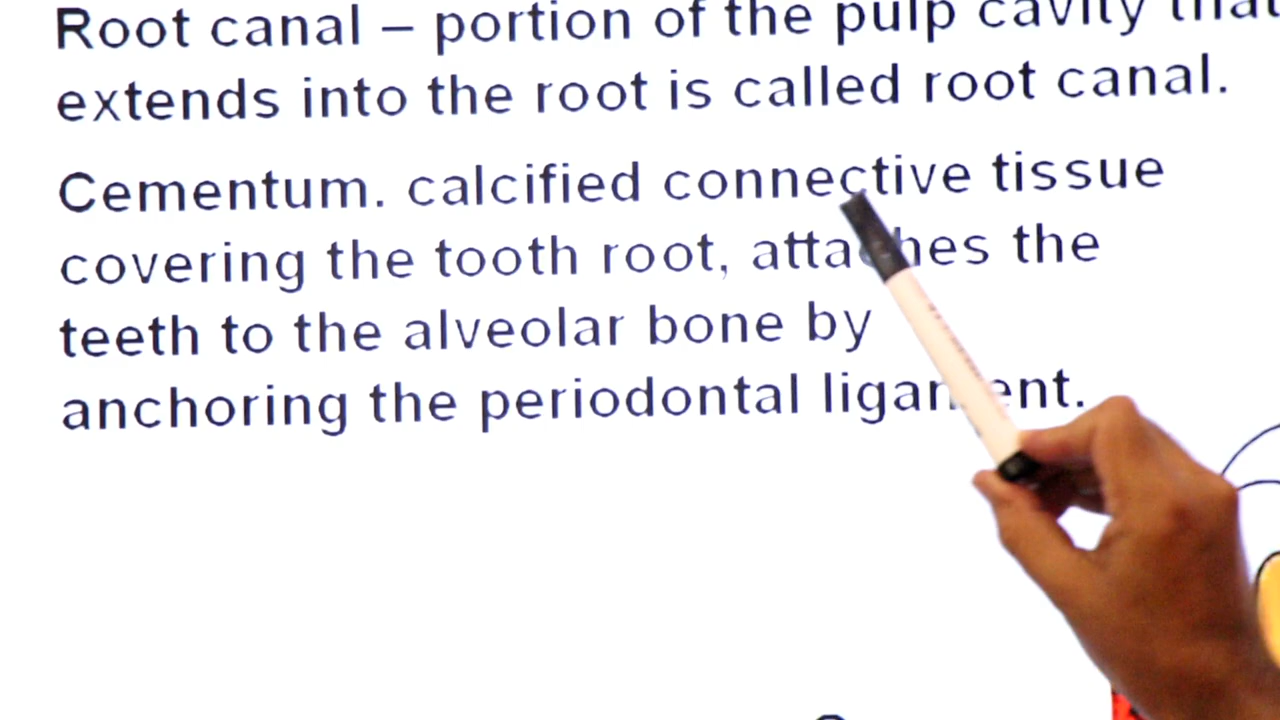 Root canal – portion of the pulp cavity that
extends into the root is called root canal.
Cementum. calcified connective tissue
covering the tooth root, attaches the
teeth to the alveolar bone by
anchoring the periodontal ligament.